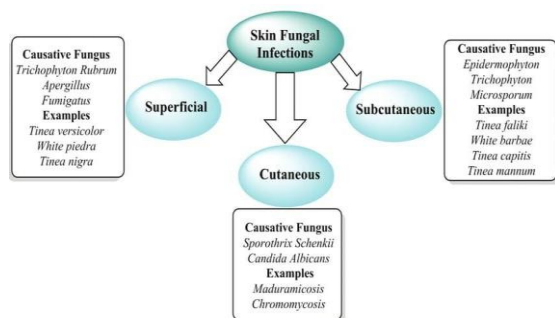 Skin Fungal
Infections
Causative Fungus
Trichophyton Rubrum
Apergillus
Fumigatus
Examples
Tinea versicolor
White piedra
Tinea nigra
Superficial
Subcutaneous
Causative Fungus
Epidermophyton
Trichophyton
Microsporum
Examples
Tinea faliki
White barbae
Tinea capitis
Tinea mannum
Cutaneous
Causative Fungus
Sporothrix Schenkii
Candida Albicans
Examples
Maduramicosis
Chromomycosis